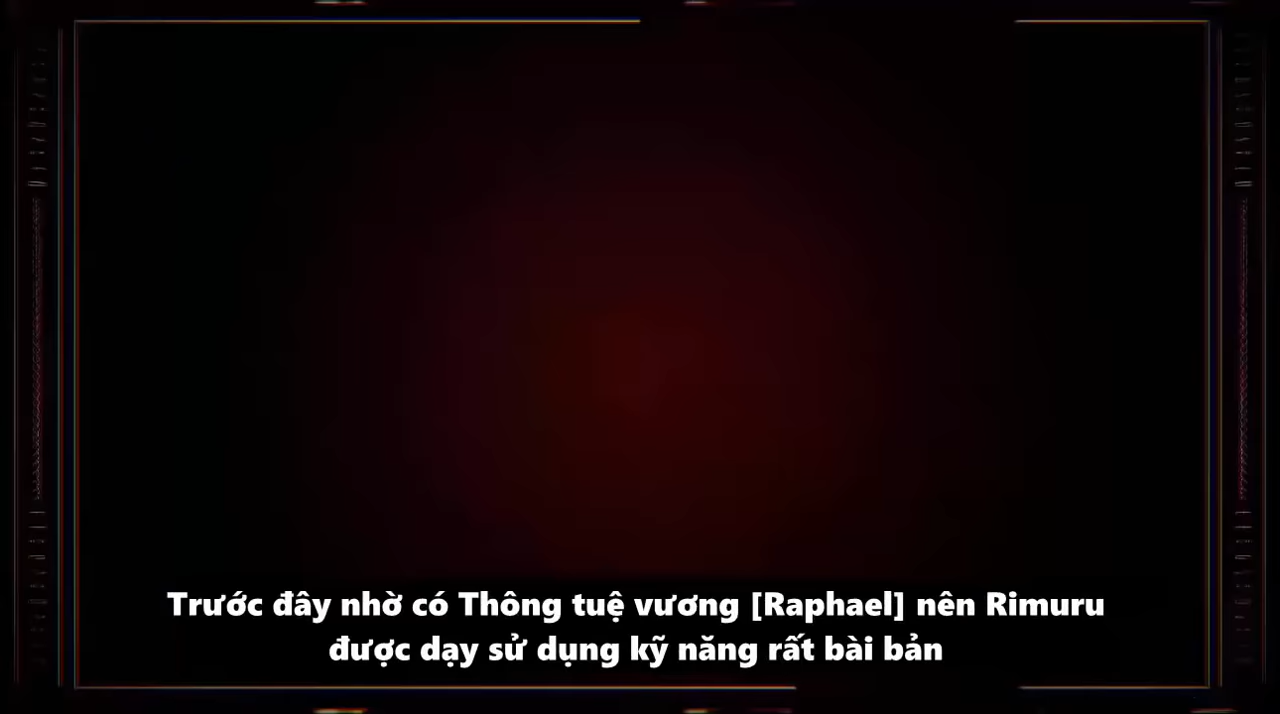 Trước đây nhờ có Thông tuệ vương [Raphael] nên Rimuru
được dạy sử dụng kỹ năng rất bài bản